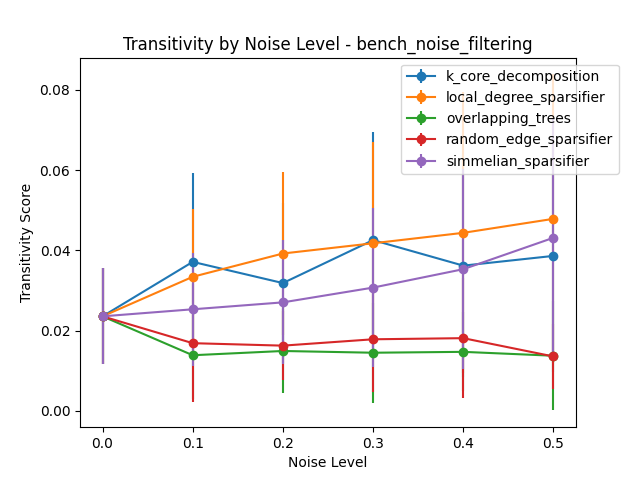 Transitivity by Noise Level - bench_noise_filtering
k_core_decomposition
local_degree_sparsifier
overlapping_trees
random_edge_sparsifier
simmelian_sparsifier
Transitivity Score
0.08
0.06
0.04
0.02
0.00
0.0 0.1 0.2 0.3 0.4 0.5
Noise Level